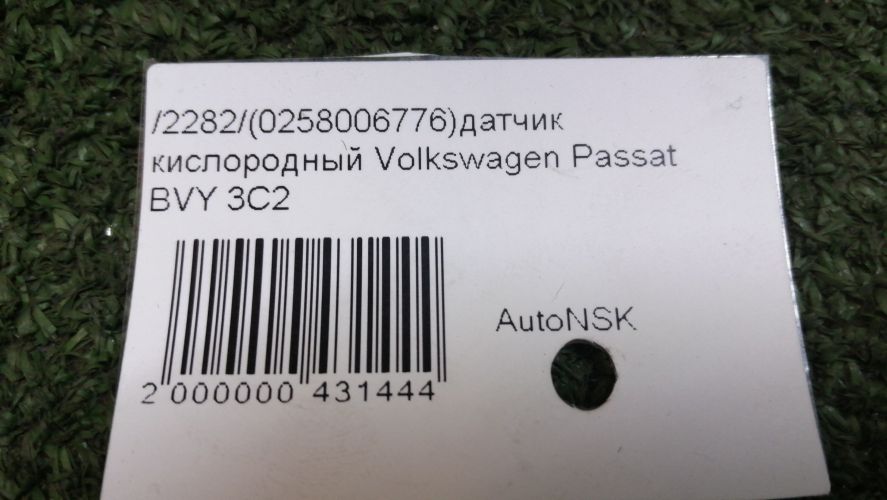 /2282/(0258006776)датчик
кислородный Volkswagen Passat
BVY 3C2
AutoNSK
2 000000 431444